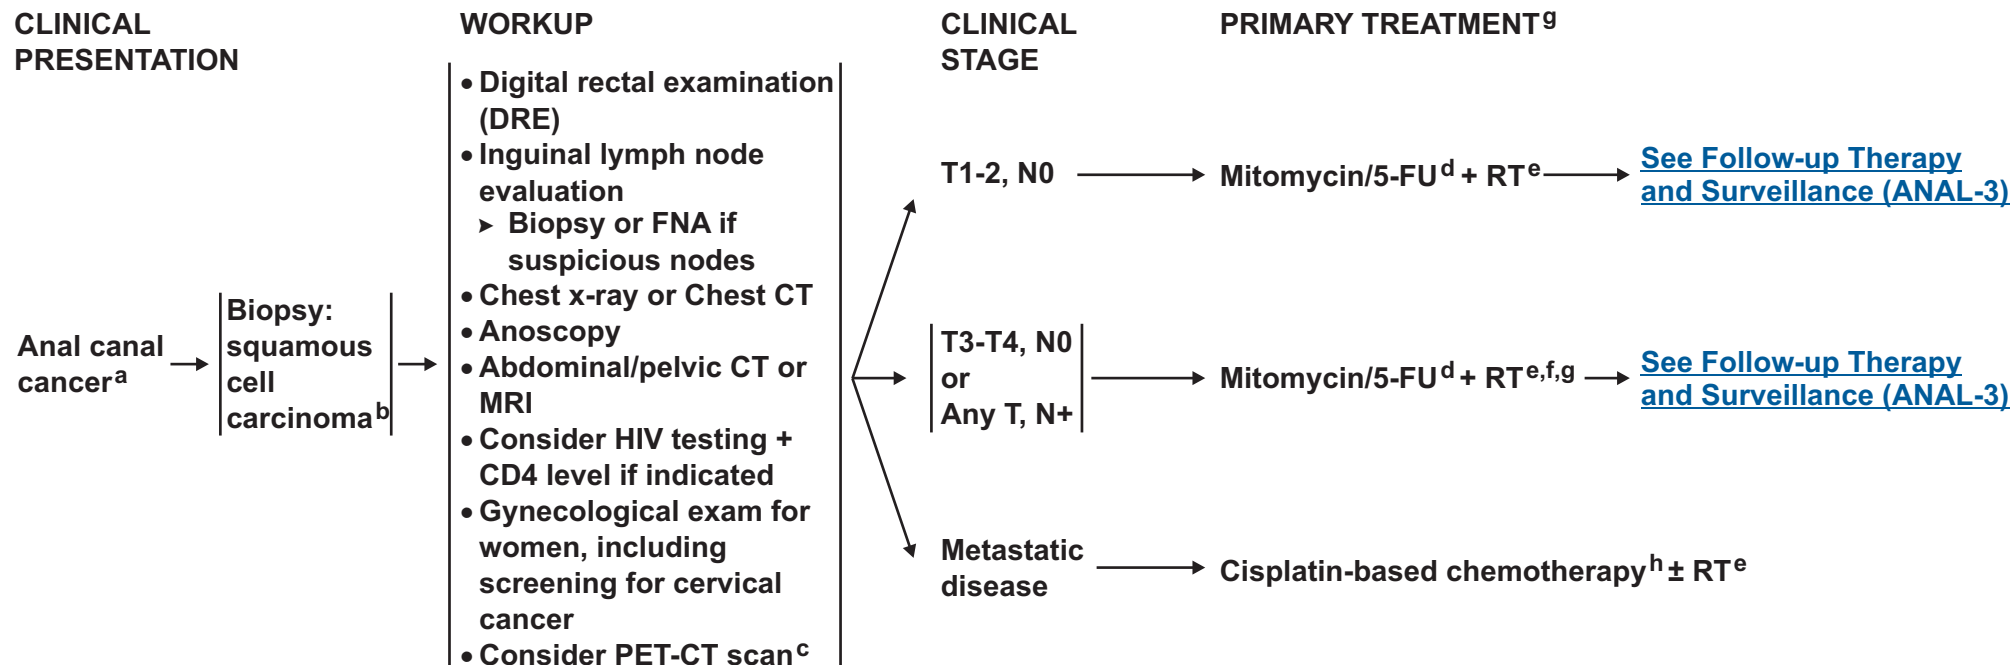 CLINICAL
PRESENTATION
WORKUP
CLINICAL
STAGE
PRIMARY TREATMENTg
Anal canal
cancera
Biopsy:
squamous
cell
carcinomab
• Digital rectal examination
(DRE)
• Inguinal lymph node
evaluation
➤ Biopsy or FNA if
suspicious nodes
• Chest x-ray or Chest CT
• Anoscopy
• Abdominal/pelvic CT or
MRI
• Consider HIV testing +
CD4 level if indicated
• Gynecological exam for
women, including
screening for cervical
cancer
• Consider PET-CT scanc
T1-2, N0
Mitomycin/5-FUd + RTe
See Follow-up Therapy
and Surveillance (ANAL-3)
T3-T4, N0
or
Any T, N+
Mitomycin/5-FUd + RTe,f,g
See Follow-up Therapy
and Surveillance (ANAL-3)
Metastatic
disease
Cisplatin-based chemotherapyh ± RTe